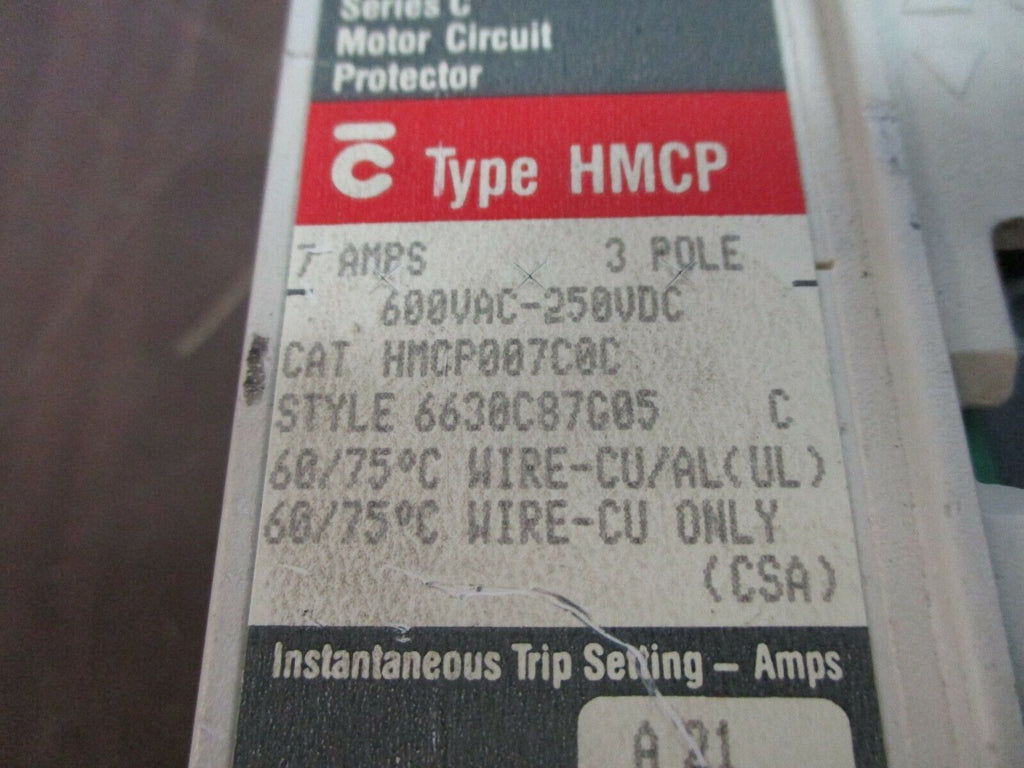 Series C
Motor Circuit
Protector
C Type HMCP
7 AMPS 3 POLE
600VAC-250VDC
CAT HMCP007C0C
STYLE 6630C87G05 C
60/75°C WIRE-CU/AL(UL)
60/75°C WIRE-CU ONLY
(CSA)
Instantaneous Trip Setting – Amps
A 21